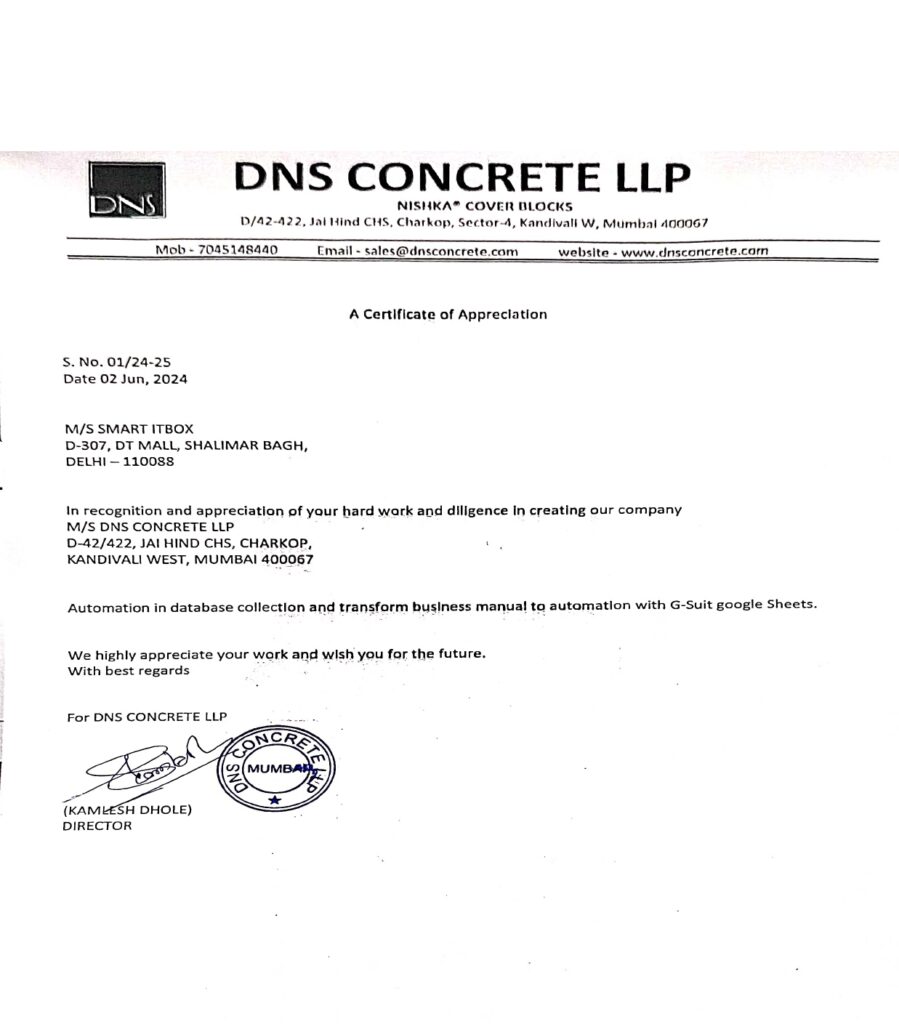 DNS
DNS CONCRETE LLP
NISHKA® COVER BLOCKS
D/42-422, Jai Hind CHS, Charkop, Sector-4, Kandivali W, Mumbai 400067
Mob - 7045148440 Email - sales@dnsconcrete.com website - www.dnsconcrete.com
A Certificate of Appreciation
S. No. 01/24-25
Date 02 Jun, 2024
M/S SMART ITBOX
D-307, DT MALL, SHALIMAR BAGH,
DELHI – 110088
In recognition and appreciation of your hard work and diligence in creating our company
M/S DNS CONCRETE LLP
D-42/422, JAI HIND CHS, CHARKOP,
KANDIVALI WEST, MUMBAI 400067
Automation in database collection and transform business manual to automation with G-Suit google Sheets.
We highly appreciate your work and wish you for the future.
With best regards
For DNS CONCRETE LLP
DNS CONCRETE LLP
MUMBAI
(KAMLESH DHOLE)
DIRECTOR